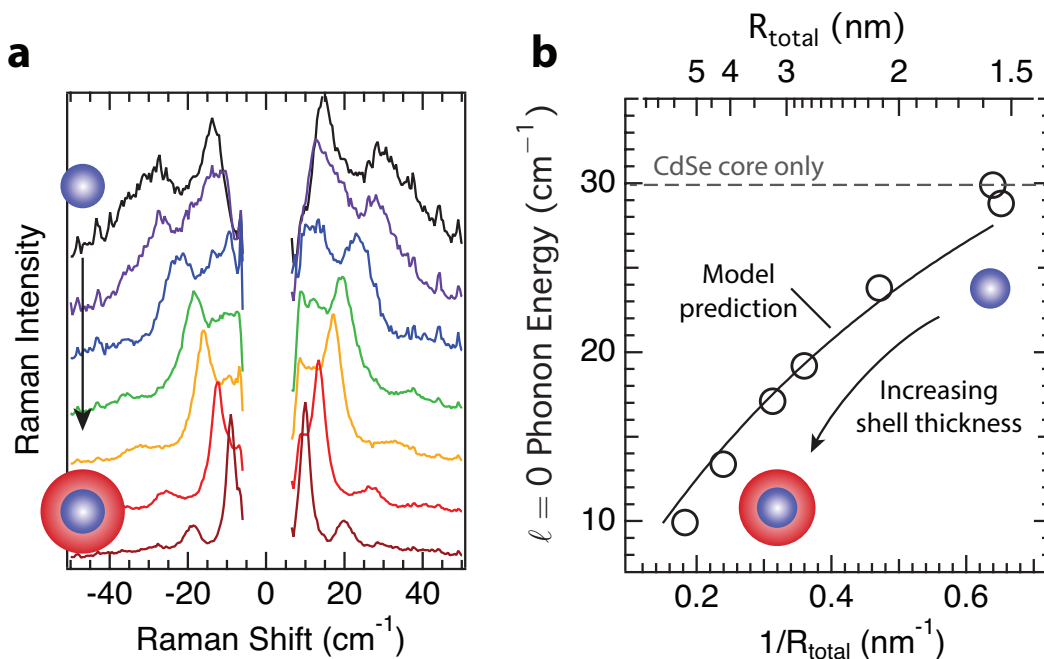 a
Raman Intensity
-40
-20
0
20
40
Raman Shift (cm⁻¹)
b
R_total (nm)
5 4 3 2 1.5
ℓ = 0 Phonon Energy (cm⁻¹)
30
20
10
CdSe core only
Model
prediction
Increasing
shell thickness
0.2 0.4 0.6
1/R_total (nm⁻¹)